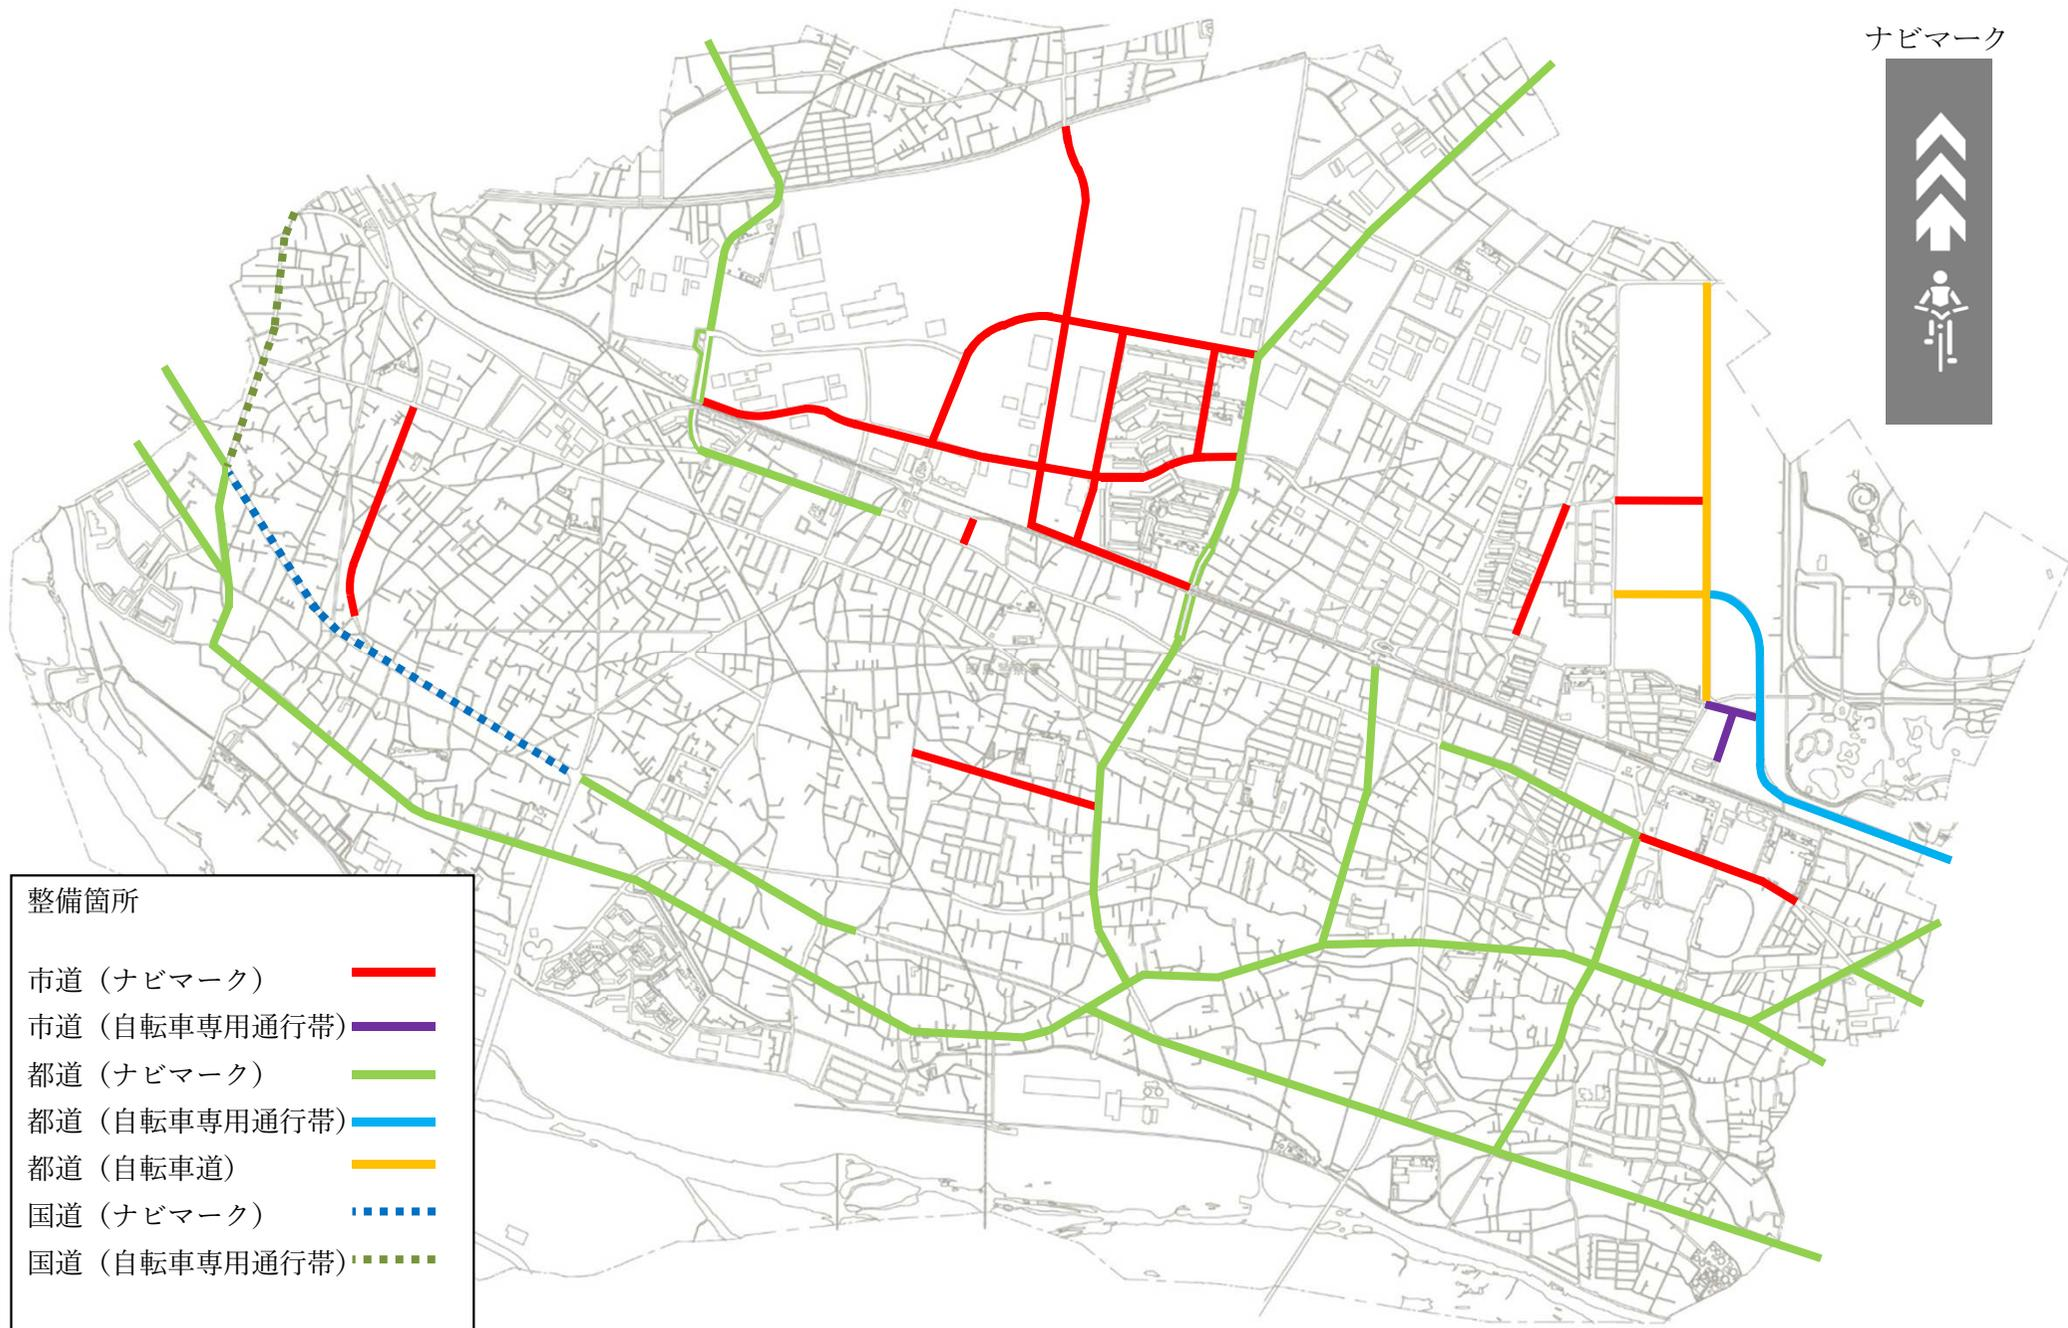 ナビマーク
整備箇所
市道（ナビマーク）
市道（自転車専用通行帯）
都道（ナビマーク）
都道（自転車専用通行帯）
都道（自転車道）
国道（ナビマーク）
国道（自転車専用通行帯）